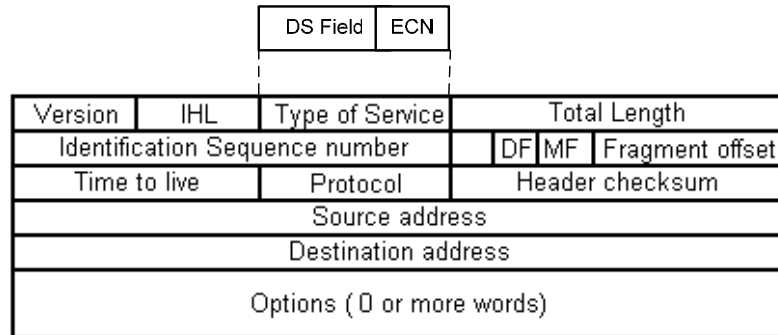 DS Field ECN
Version IHL Type of Service Total Length
Identification Sequence number DF MF Fragment offset
Time to live Protocol Header checksum
Source address
Destination address
Options ( 0 or more words)